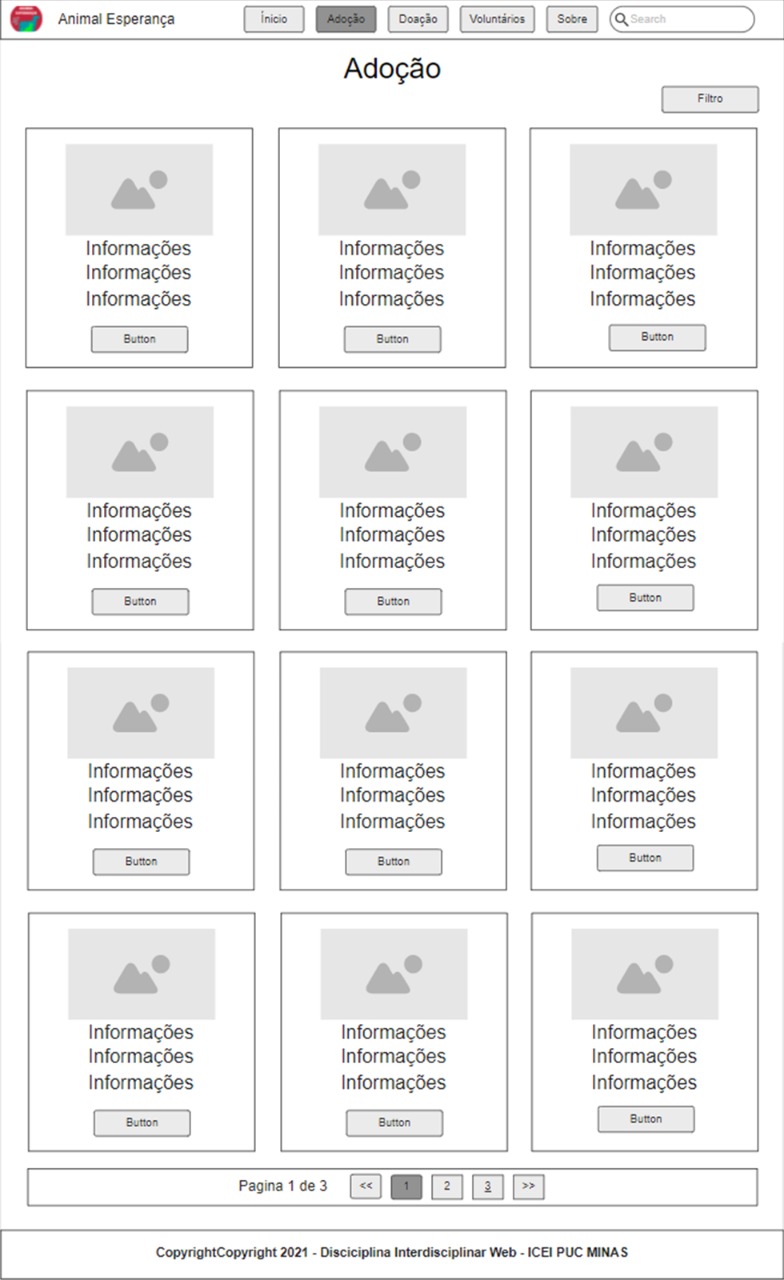 Animal Esperança
Ínicio
Adoção
Doação
Voluntários
Sobre
Search
Adoção
Filtro
Informações Informações Informações
Informações Informações Informações
Informações Informações Informações
Button Button Button
Informações Informações Informações
Informações Informações Informações
Informações Informações Informações
Button Button Button
Informações Informações Informações
Informações Informações Informações
Informações Informações Informações
Button Button Button
Informações Informações Informações
Informações Informações Informações
Informações Informações Informações
Button Button Button
Pagina 1 de 3 << 1 2 3 >>
CopyrightCopyright 2021 - Disciciplina Interdisciplinar Web - ICEI PUC MINAS